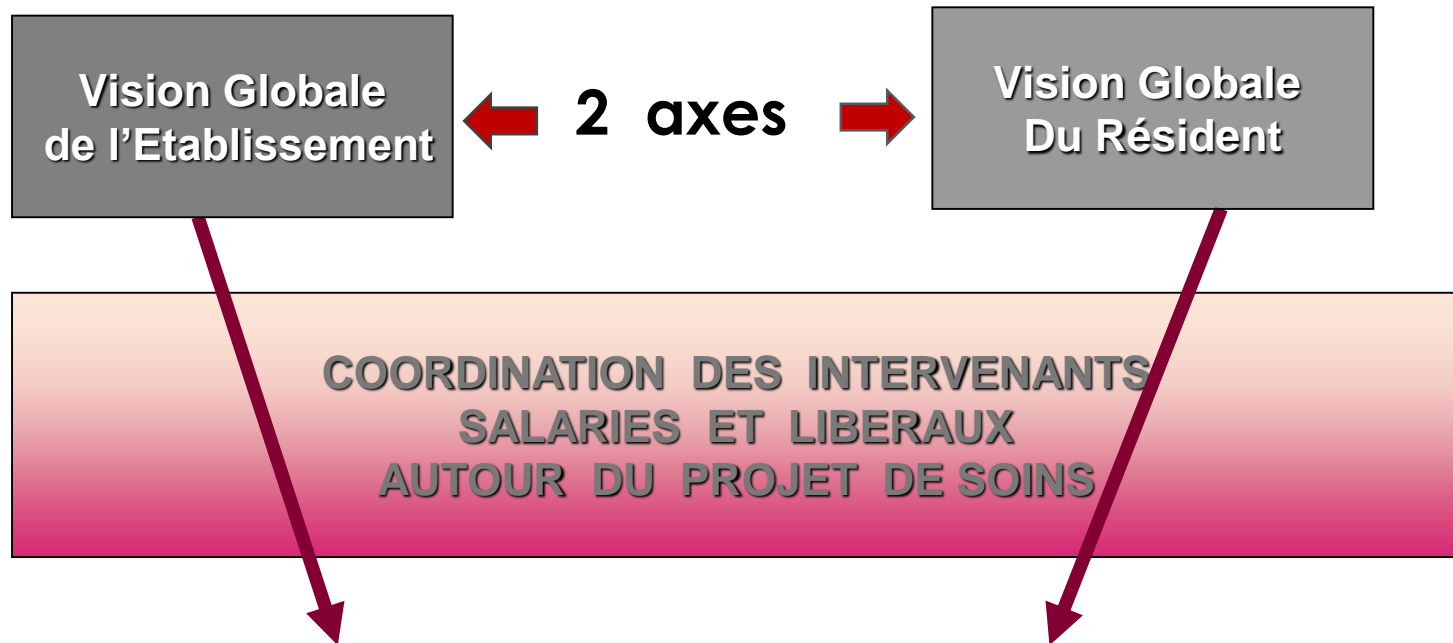 Vision Globale
de l’Etablissement
2 axes
Vision Globale
Du Résident
COORDINATION DES INTERVENANTS
SALARIES ET LIBERAUX
AUTOUR DU PROJET DE SOINS